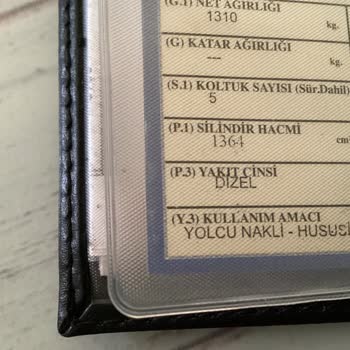 (G.1) NET AĞIRLIĞI
1310 kg.
(G) KATAR AĞIRLIĞI
--- kg.
(S.1) KOLTUK SAYISI (Sür.Dahil)
5
(P.1) SİLİNDİR HACMİ
1364 cm
(P.3) YAKIT CİNSİ
DİZEL
(Y.3) KULLANIM AMACI
YOLCU NAKLİ - HUSUSİ